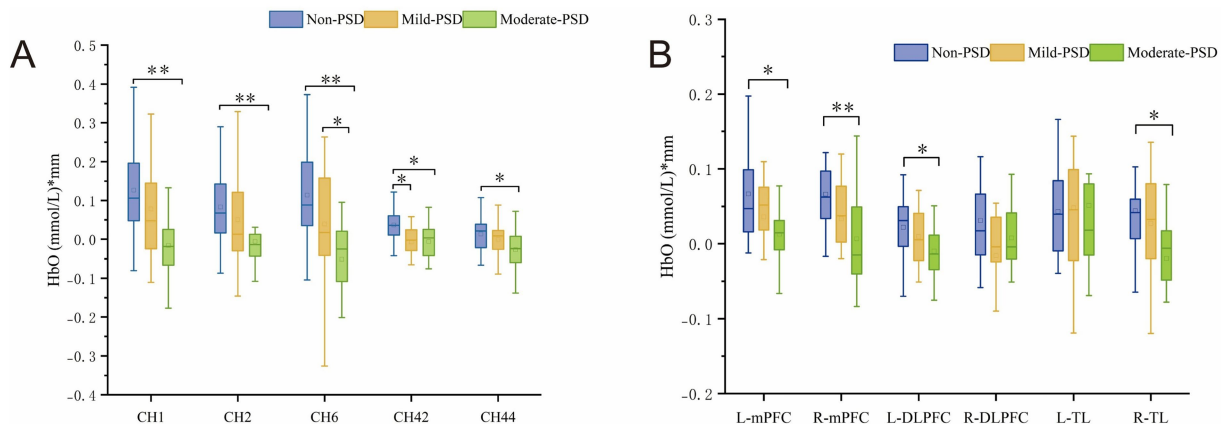 A
Non-PSD Mild-PSD Moderate-PSD
HbO (mmol/L)*mm
0.5
0.4
0.3
0.2
0.1
0.0
-0.1
-0.2
-0.3
-0.4
** ** ** * * * *
CH1 CH2 CH6 CH42 CH44
B
Non-PSD Mild-PSD Moderate-PSD
HbO (mmol/L)*mm
0.3
0.2
0.1
0.0
-0.1
-0.2
* ** * *
L-mPFC R-mPFC L-DLPFC R-DLPFC L-TL R-TL